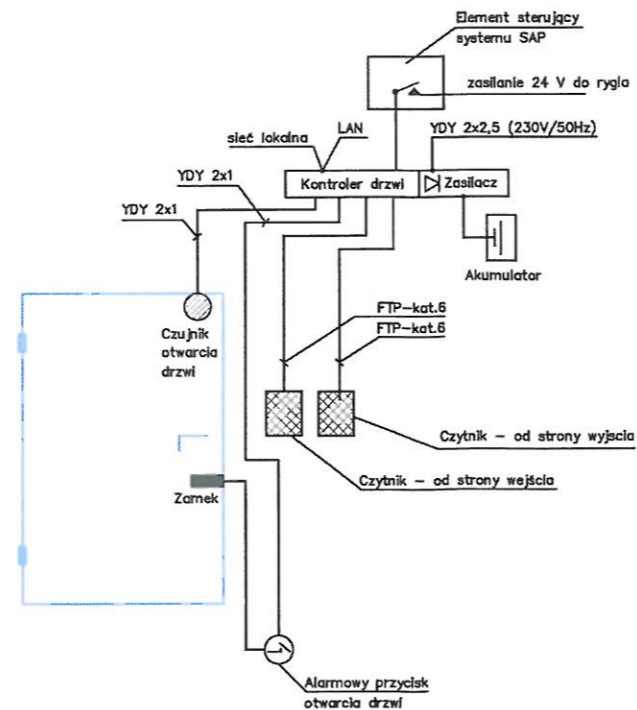 Element sterujący
systemu SAP
zasilanie 24 V do rygla
LAN
sieć lokalna
YDY 2x2,5 (230V/50Hz)
YDY 2x1
Kontroler drzwi
Zasilacz
YDY 2x1
Akumulator
FTP-kat.6
FTP-kat.6
Czujnik
otwarcia
drzwi
Czytnik - od strony wyjscia
Czytnik - od strony wejścia
Zamek
Alarmowy przycisk
otwarcia drzwi